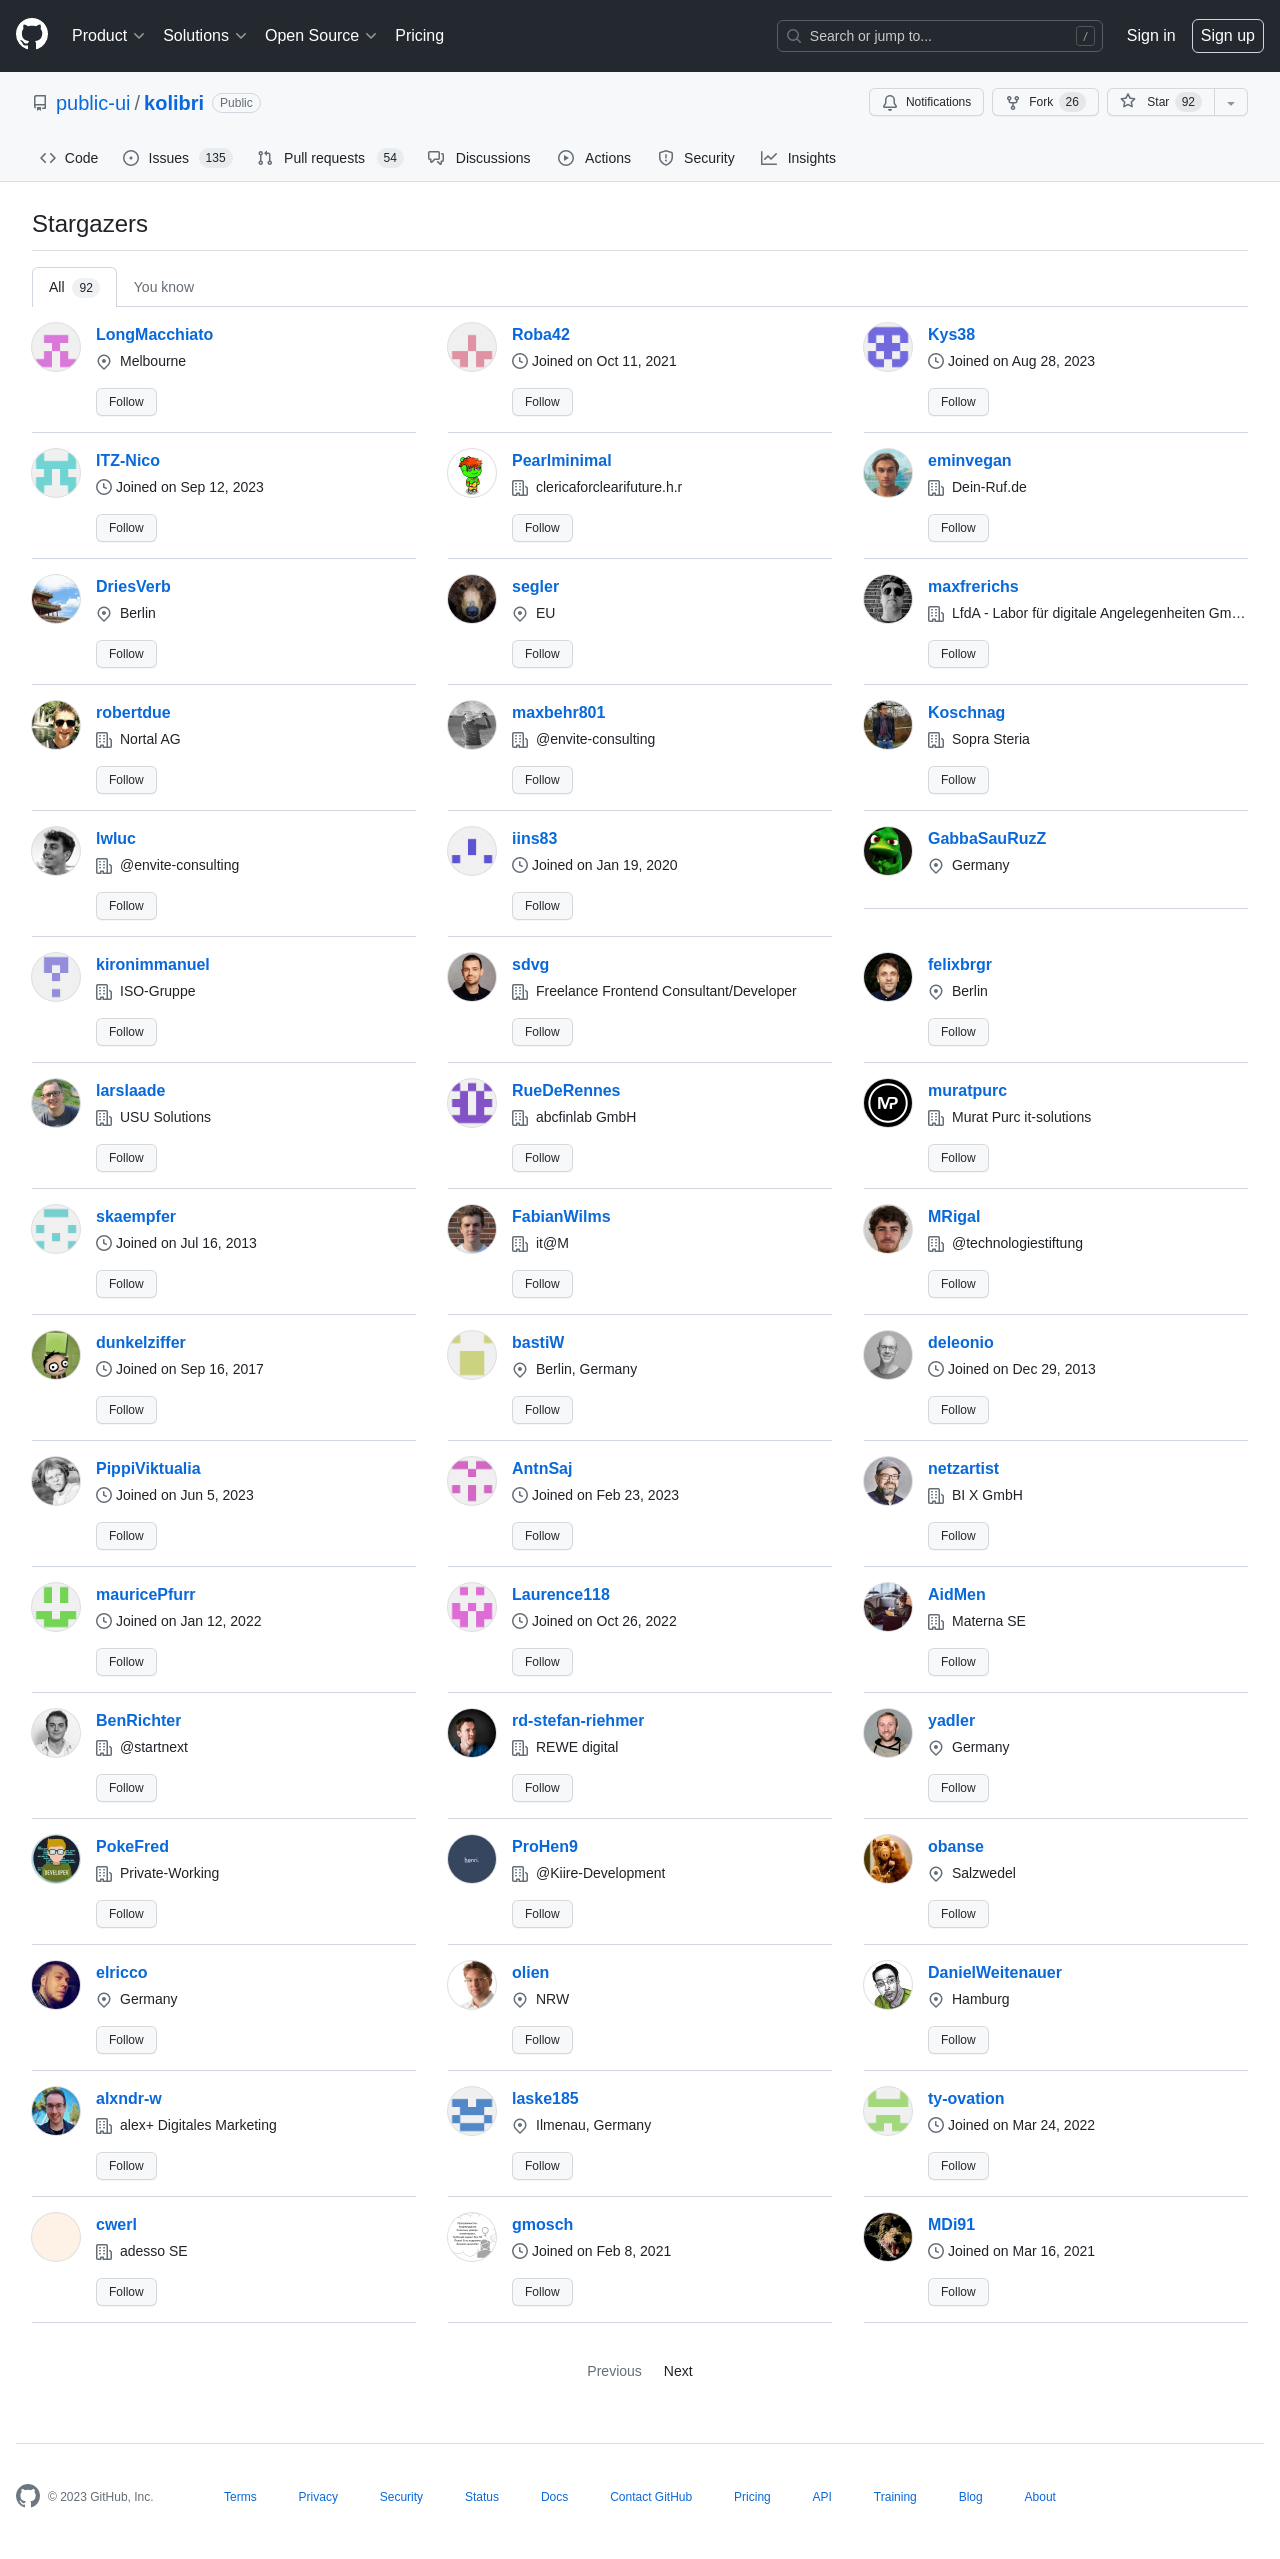 Product Solutions Open Source Pricing Search or jump to... / Sign in Sign up
public-ui / kolibri Public Notifications Fork 26 Star 92
Code Issues 135 Pull requests 54 Discussions Actions Security Insights
Stargazers
All 92 You know
LongMacchiato Roba42 Kys38
Melbourne Joined on Oct 11, 2021 Joined on Aug 28, 2023
Follow Follow Follow
ITZ-Nico Pearlminimal eminvegan
Joined on Sep 12, 2023 clericaforclearifuture.h.r Dein-Ruf.de
Follow Follow Follow
DriesVerb segler maxfrerichs
Berlin EU LfdA - Labor für digitale Angelegenheiten Gm…
Follow Follow Follow
robertdue maxbehr801 Koschnag
Nortal AG @envite-consulting Sopra Steria
Follow Follow Follow
lwluc iins83 GabbaSauRuzZ
@envite-consulting Joined on Jan 19, 2020 Germany
Follow Follow
kironimmanuel sdvg felixbrgr
ISO-Gruppe Freelance Frontend Consultant/Developer Berlin
Follow Follow Follow
larslaade RueDeRennes muratpurc
USU Solutions abcfinlab GmbH Murat Purc it-solutions
Follow Follow Follow
skaempfer FabianWilms MRigal
Joined on Jul 16, 2013 it@M @technologiestiftung
Follow Follow Follow
dunkelziffer bastiW deleonio
Joined on Sep 16, 2017 Berlin, Germany Joined on Dec 29, 2013
Follow Follow Follow
PippiViktualia AntnSaj netzartist
Joined on Jun 5, 2023 Joined on Feb 23, 2023 BI X GmbH
Follow Follow Follow
mauricePfurr Laurence118 AidMen
Joined on Jan 12, 2022 Joined on Oct 26, 2022 Materna SE
Follow Follow Follow
BenRichter rd-stefan-riehmer yadler
@startnext REWE digital Germany
Follow Follow Follow
PokeFred ProHen9 obanse
Private-Working @Kiire-Development Salzwedel
Follow Follow Follow
elricco olien DanielWeitenauer
Germany NRW Hamburg
Follow Follow Follow
alxndr-w laske185 ty-ovation
alex+ Digitales Marketing Ilmenau, Germany Joined on Mar 24, 2022
Follow Follow Follow
cwerl gmosch MDi91
adesso SE Joined on Feb 8, 2021 Joined on Mar 16, 2021
Follow Follow Follow
Previous Next
© 2023 GitHub, Inc. Terms Privacy Security Status Docs Contact GitHub Pricing API Training Blog About